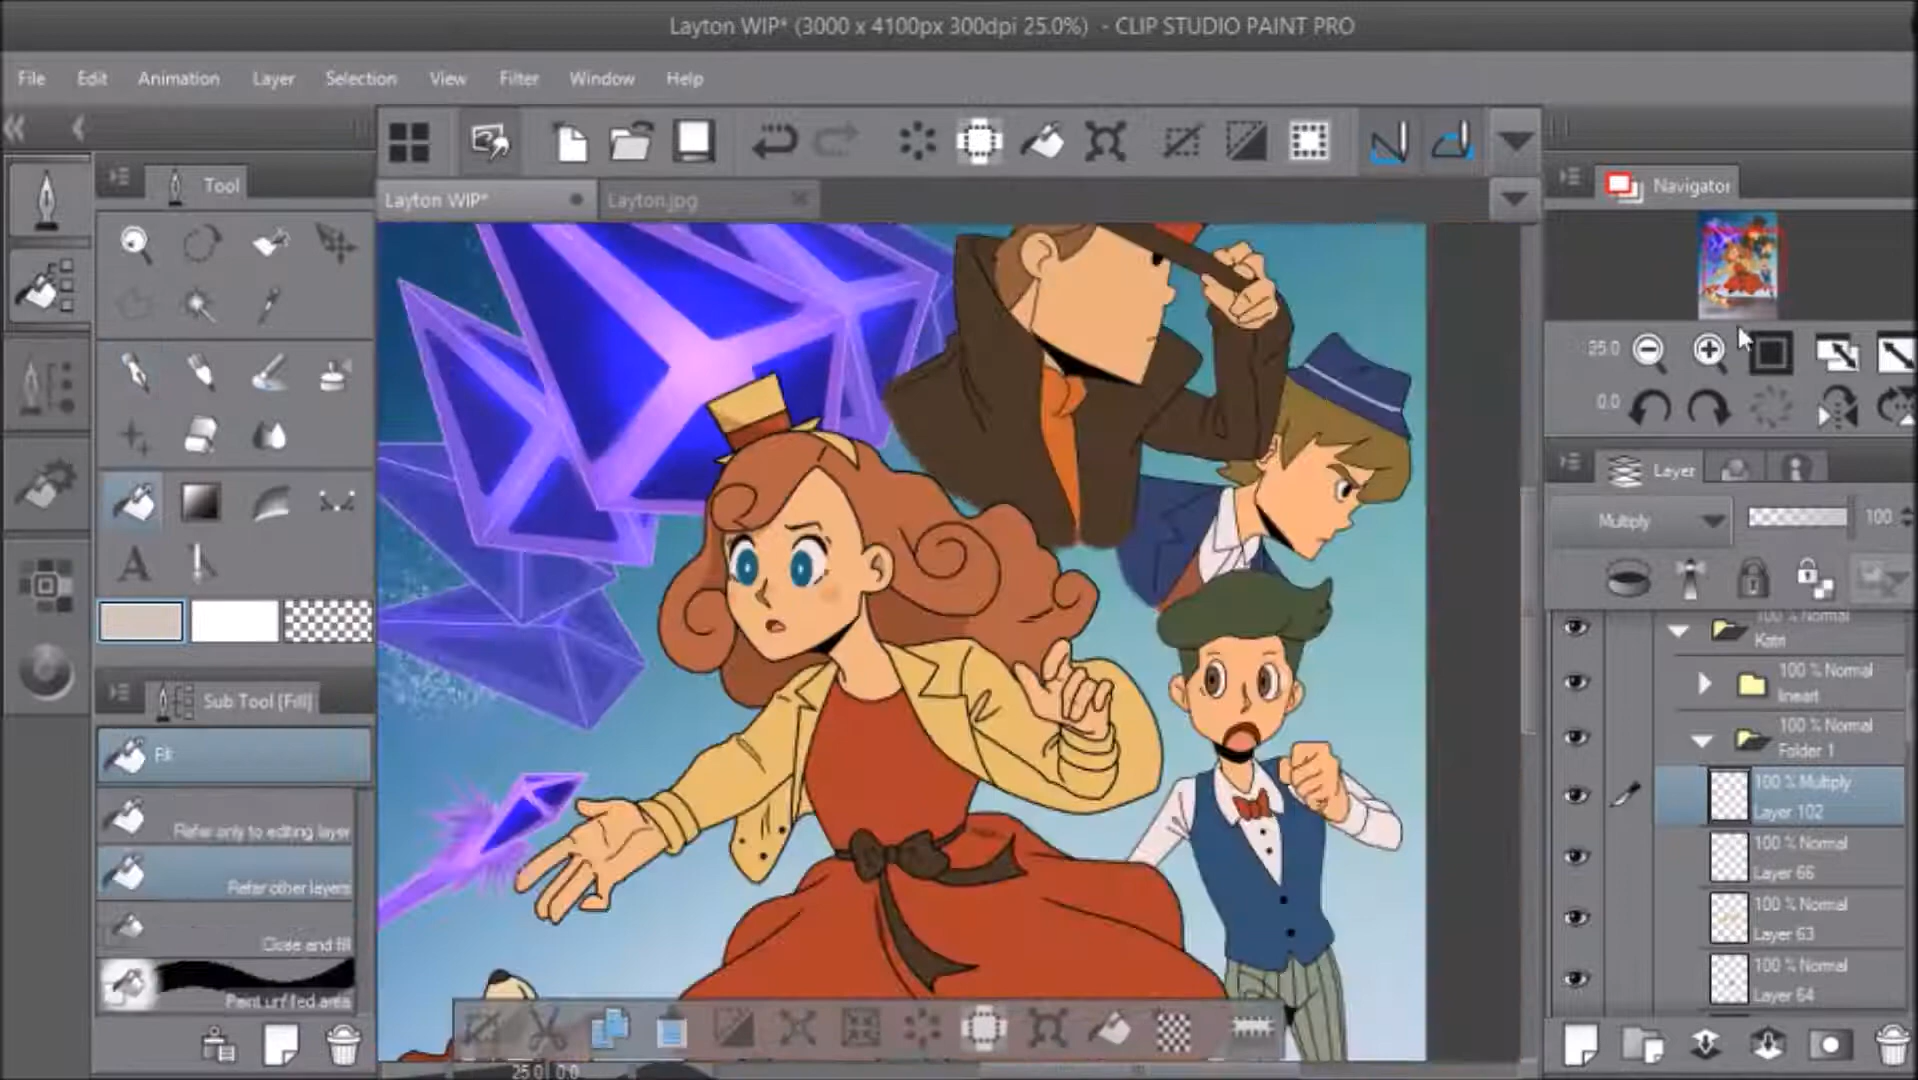 Layton WIP* (3000 x 4100px 300dpi 25.0%) - CLIP STUDIO PAINT PRO
File Edit Animation Layer Selection View Filter Window Help
Tool
Layton WIP*
Layton.jpg
Navigator
25.0
0.0
Layer
Multiply
100
100 % Normal
Katri
100 % Normal
lineart
100 % Normal
Folder 1
100 % Multiply
Layer 102
100 % Normal
Layer 66
100 % Normal
Layer 63
100 % Normal
Layer 64
A
Sub Tool [Fill]
Fill
Refer only to editing layer
Refer other layers
Close and fill
Paint unfilled area
25.0 0.0